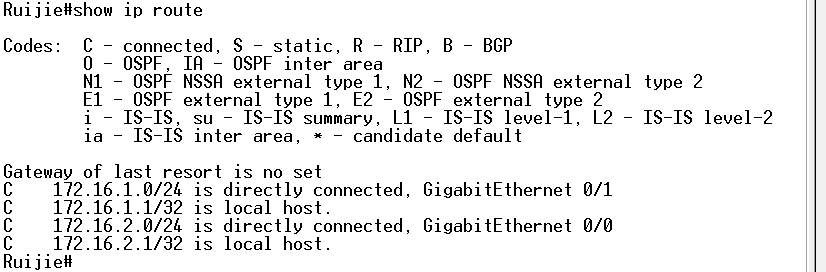 Ruijie#show ip route
Codes:  C - connected, S - static, R - RIP, B - BGP
O - OSPF, IA - OSPF inter area
N1 - OSPF NSSA external type 1, N2 - OSPF NSSA external type 2
E1 - OSPF external type 1, E2 - OSPF external type 2
i - IS-IS, su - IS-IS summary, L1 - IS-IS level-1, L2 - IS-IS level-2
ia - IS-IS inter area, * - candidate default
Gateway of last resort is no set
C    172.16.1.0/24 is directly connected, GigabitEthernet 0/1
C    172.16.1.1/32 is local host.
C    172.16.2.0/24 is directly connected, GigabitEthernet 0/0
C    172.16.2.1/32 is local host.
Ruijie#